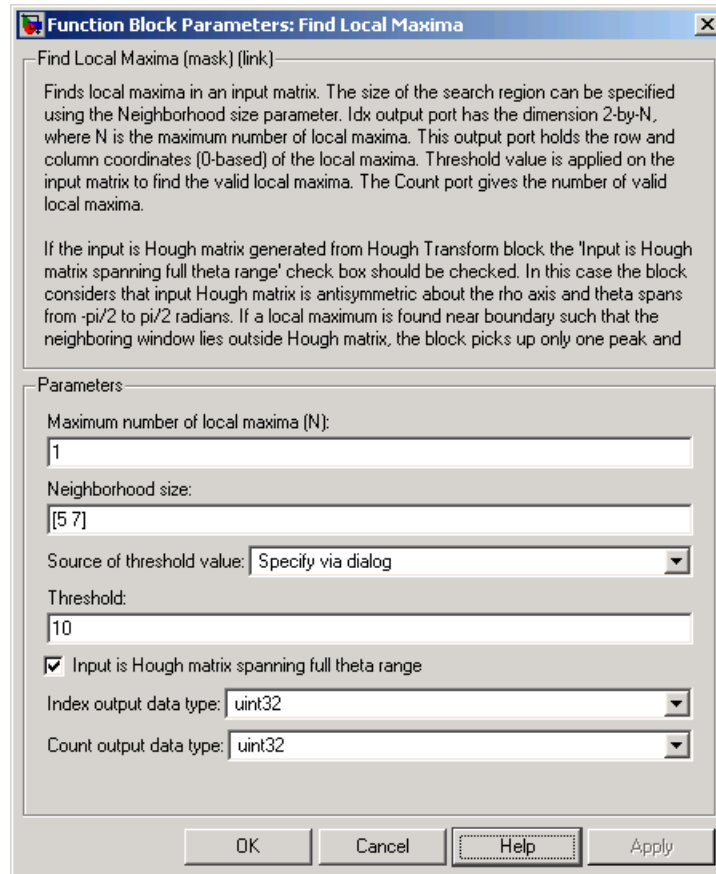 Function Block Parameters: Find Local Maxima
Find Local Maxima (mask) (link)
Finds local maxima in an input matrix. The size of the search region can be specified
using the Neighborhood size parameter. Idx output port has the dimension 2-by-N,
where N is the maximum number of local maxima. This output port holds the row and
column coordinates (0-based) of the local maxima. Threshold value is applied on the
input matrix to find the valid local maxima. The Count port gives the number of valid
local maxima.
If the input is Hough matrix generated from Hough Transform block the 'Input is Hough
matrix spanning full theta range' check box should be checked. In this case the block
considers that input Hough matrix is antisymmetric about the rho axis and theta spans
from -pi/2 to pi/2 radians. If a local maximum is found near boundary such that the
neighboring window lies outside Hough matrix, the block picks up only one peak and
Parameters
Maximum number of local maxima (N):
1
Neighborhood size:
[5 7]
Source of threshold value: Specify via dialog
Threshold:
10
Input is Hough matrix spanning full theta range
Index output data type: uint32
Count output data type: uint32
OK Cancel Help Apply